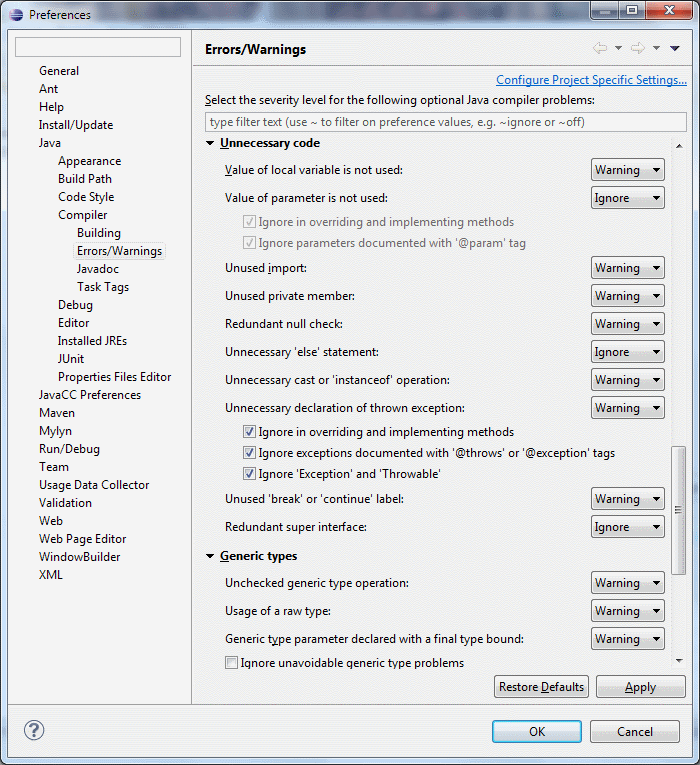 Preferences
General
Ant
Help
Install/Update
Java
Appearance
Build Path
Code Style
Compiler
Building
Errors/Warnings
Javadoc
Task Tags
Debug
Editor
Installed JREs
JUnit
Properties Files Editor
JavaCC Preferences
Maven
Mylyn
Run/Debug
Team
Usage Data Collector
Validation
Web
Web Page Editor
WindowBuilder
XML
Errors/Warnings
Configure Project Specific Settings...
Select the severity level for the following optional Java compiler problems:
type filter text (use ~ to filter on preference values, e.g. ~ignore or ~off)
Unnecessary code
Value of local variable is not used: Warning
Value of parameter is not used: Ignore
Ignore in overriding and implementing methods
Ignore parameters documented with '@param' tag
Unused import: Warning
Unused private member: Warning
Redundant null check: Warning
Unnecessary 'else' statement: Ignore
Unnecessary cast or 'instanceof' operation: Warning
Unnecessary declaration of thrown exception: Warning
Ignore in overriding and implementing methods
Ignore exceptions documented with '@throws' or '@exception' tags
Ignore 'Exception' and 'Throwable'
Unused 'break' or 'continue' label: Warning
Redundant super interface: Ignore
Generic types
Unchecked generic type operation: Warning
Usage of a raw type: Warning
Generic type parameter declared with a final type bound: Warning
Ignore unavoidable generic type problems
Restore Defaults Apply
? OK Cancel